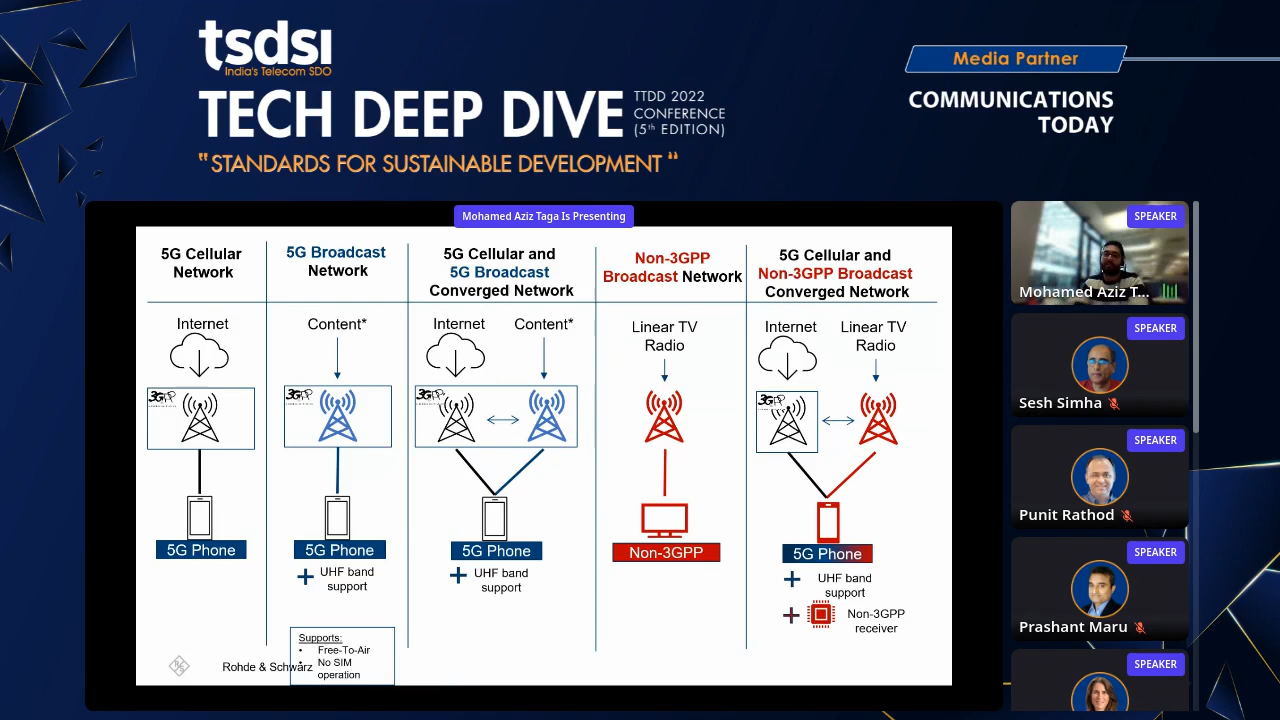 tsdsi
India's Telecom SDO
TECH DEEP DIVE
TTDD 2022
CONFERENCE
(5th EDITION)
"STANDARDS FOR SUSTAINABLE DEVELOPMENT"
Media Partner
COMMUNICATIONS
TODAY
Mohamed Aziz Taga Is Presenting
5G Cellular
Network
5G Broadcast
Network
5G Cellular and
5G Broadcast
Converged Network
Non-3GPP
Broadcast Network
5G Cellular and
Non-3GPP Broadcast
Converged Network
Internet
Content*
Internet
Content*
Linear TV
Radio
Internet
Linear TV
Radio
3GPP
3GPP
3GPP
3GPP
5G Phone
5G Phone
5G Phone
Non-3GPP
5G Phone
+ UHF band
support
+ UHF band
support
+ UHF band
support
+ Non-3GPP
receiver
Supports:
• Free-To-Air
• No SIM
operation
Rohde & Schwarz
SPEAKER
Mohamed Aziz T...
SPEAKER
Sesh Simha
SPEAKER
Punit Rathod
SPEAKER
Prashant Maru
SPEAKER